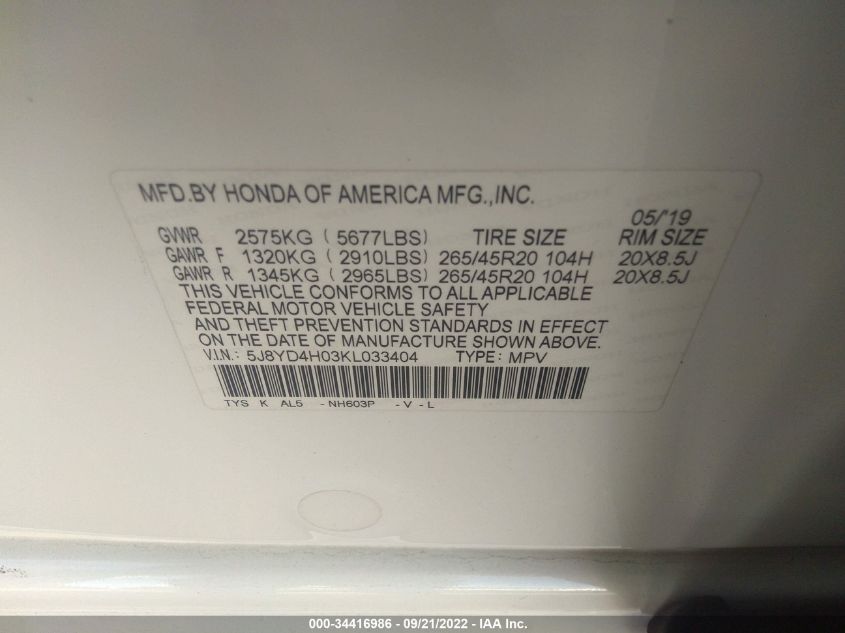 MFD.BY HONDA OF AMERICA MFG.,INC.
05/'19
GVWR 2575KG ( 5677LBS) TIRE SIZE RIM SIZE
GAWR F 1320KG ( 2910LBS) 265/45R20 104H 20X8.5J
GAWR R 1345KG ( 2965LBS) 265/45R20 104H 20X8.5J
THIS VEHICLE CONFORMS TO ALL APPLICABLE
FEDERAL MOTOR VEHICLE SAFETY
AND THEFT PREVENTION STANDARDS IN EFFECT
ON THE DATE OF MANUFACTURE SHOWN ABOVE.
V.I.N.: 5J8YD4H03KL033404 TYPE: MPV
TYS K AL5 -NH603P -V -L
000-34416986 - 09/21/2022 - IAA Inc.